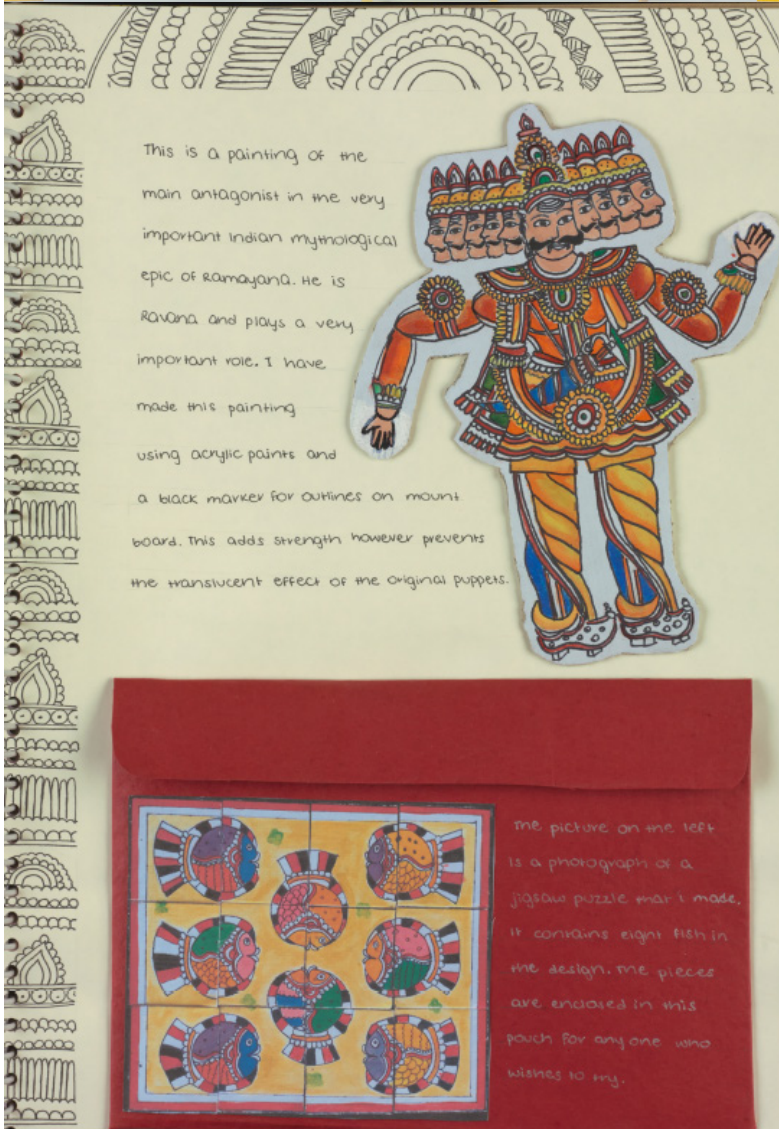 This is a painting of the
main antagonist in the very
important Indian mythological
epic of Ramayana. He is
Ravana and plays a very
important role. I have
made this painting
using acrylic paints and
a black marker for outlines on mount
board. This adds strength however prevents
the translucent effect of the original puppets.
The picture on the left
is a photograph of a
jigsaw puzzle that i made.
It contains eight fish in
the design. The pieces
are enclosed in this
pouch for any one who
wishes to try.